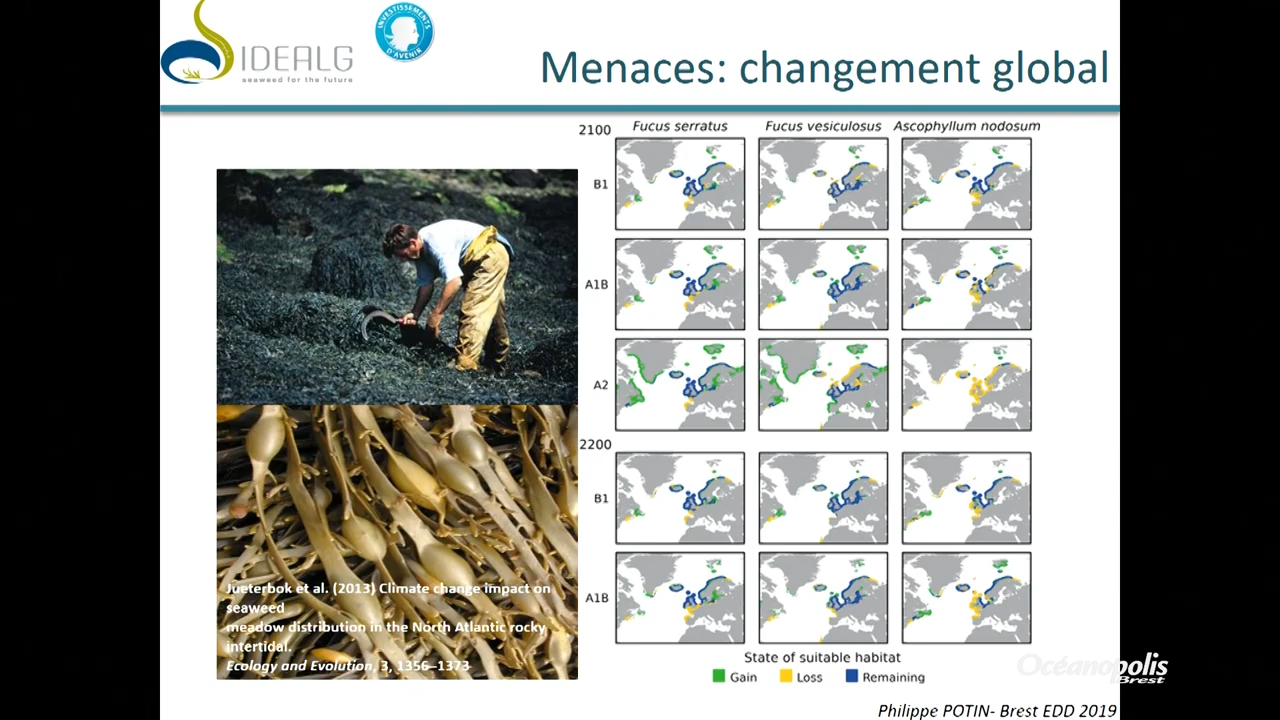 IDEALG
seaweed for the future
INVESTISSEMENTS
D'AVENIR
Menaces: changement global
Fucus serratus
Fucus vesiculosus
Ascophyllum nodosum
2100
B1
A1B
A2
2200
B1
A1B
Jueterbok et al. (2013) Climate change impact on
seaweed
meadow distribution in the North Atlantic rocky
intertidal.
Ecology and Evolution, 3, 1356–1373
State of suitable habitat
Gain
Loss
Remaining
Océanopolis
Brest
Philippe POTIN- Brest EDD 2019